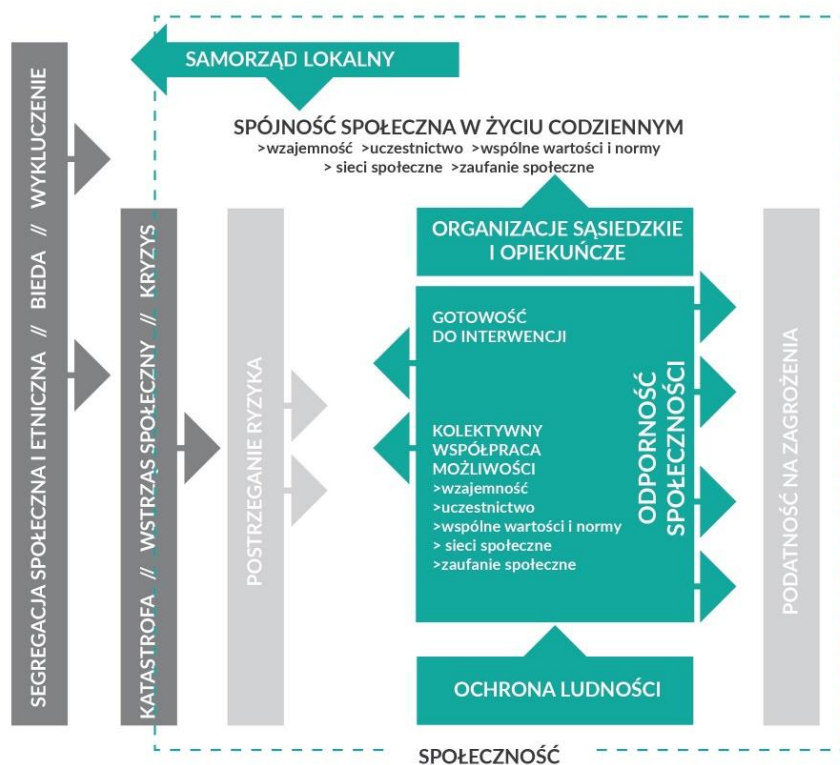 SAMORZĄD LOKALNY
SPÓJNOŚĆ SPOŁECZNA W ŻYCIU CODZIENNYM
>wzajemność >uczestnictwo >wspólne wartości i normy
> sieci społeczne >zaufanie społeczne
SEGREGACJA SPOŁECZNA I ETNICZNA // BIEDA // WYKLUCZENIE
KATASTROFA // WSTRZĄS SPOŁECZNY // KRYZYS
POSTRZEGANIE RYZYKA
ORGANIZACJE SĄSIEDZKIE
I OPIEKUŃCZE
GOTOWOŚĆ
DO INTERWENCJI
KOLEKTYWNY
WSPÓŁPRACA
MOŻLIWOŚCI
>wzajemność
>uczestnictwo
>wspólne wartości i normy
> sieci społeczne
>zaufanie społeczne
ODPORNOŚĆ
SPOŁECZNOŚCI
PODATNOŚĆ NA ZAGROŻENIA
OCHRONA LUDNOŚCI
SPOŁECZNOŚĆ